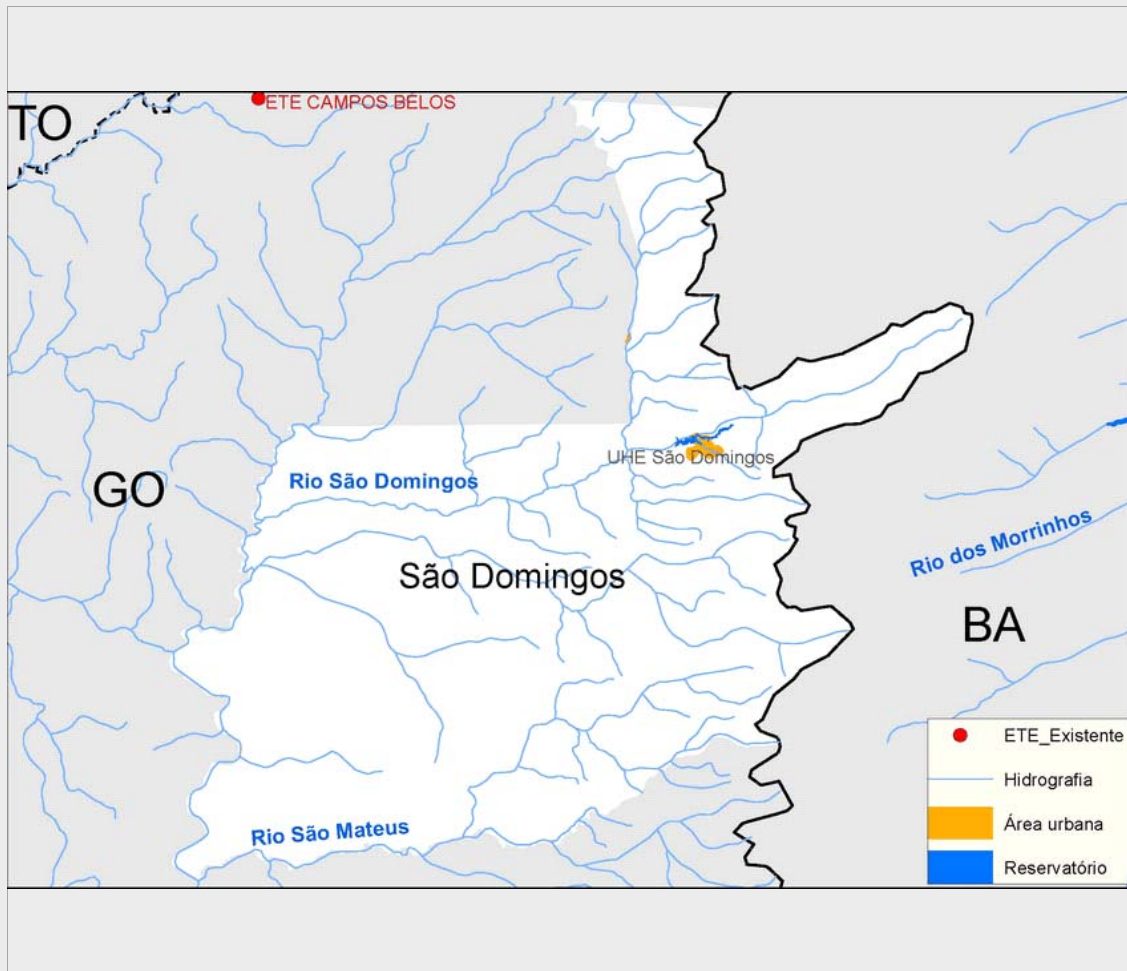 ETE CAMPOS BELOS
TO
UHE São Domingos
Rio São Domingos
GO
Rio dos Morrinhos
São Domingos
BA
ETE_Existente
Hidrografia
Área urbana
Reservatório
Rio São Mateus